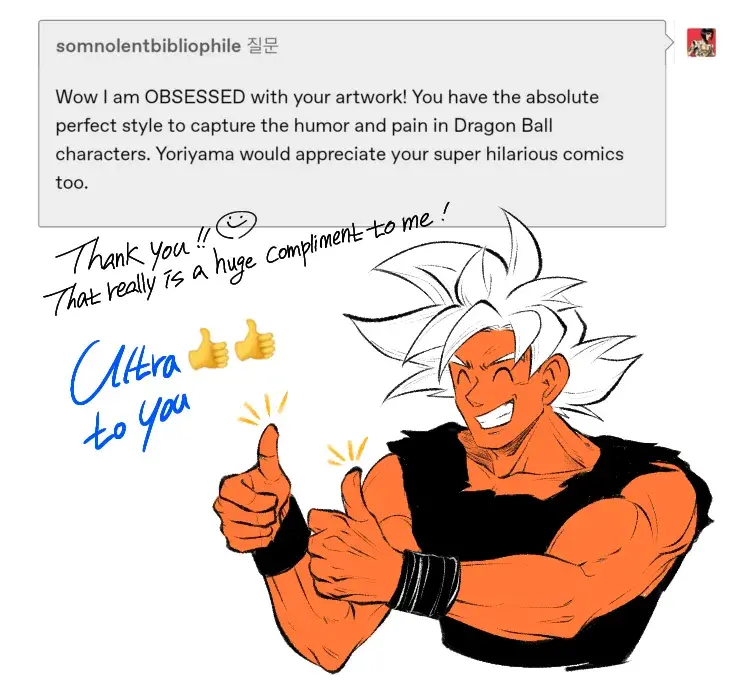 somnolentbibliophile 질문
Wow I am OBSESSED with your artwork! You have the absolute
perfect style to capture the humor and pain in Dragon Ball
characters. Yoriyama would appreciate your super hilarious comics
too.
Thank you!!
That really is a huge compliment to me!
Ultra👍👍
to you